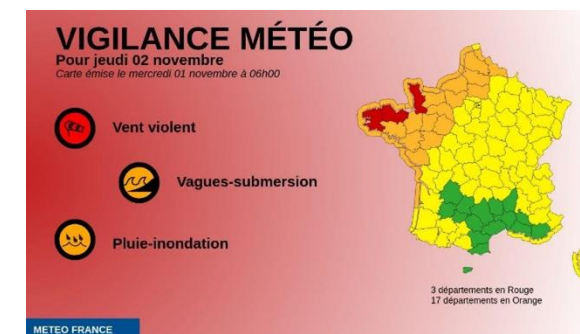 VIGILANCE MÉTÉO
Pour jeudi 02 novembre
Carte émise le mercredi 01 novembre à 06h00
Vent violent
Vagues-submersion
Pluie-inondation
3 départements en Rouge
17 départements en Orange
METEO FRANCE